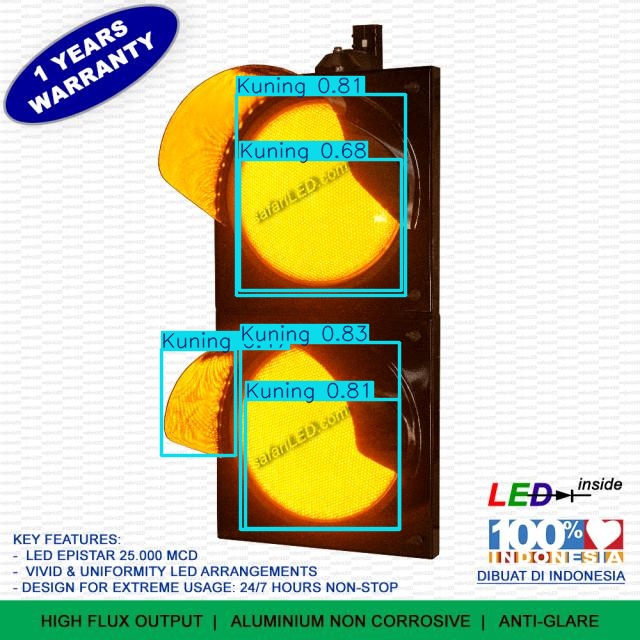 1 YEARS
WARRANTY
Kuning 0.81
Kuning 0.68
safariLED.com
Kuning 0.83
Kuning
Kuning 0.81
safariLED.com
LED inside
100%
INDONESIA
DIBUAT DI INDONESIA
KEY FEATURES:
- LED EPISTAR 25.000 MCD
- VIVID & UNIFORMITY LED ARRANGEMENTS
- DESIGN FOR EXTREME USAGE: 24/7 HOURS NON-STOP
HIGH FLUX OUTPUT | ALUMINIUM NON CORROSIVE | ANTI-GLARE